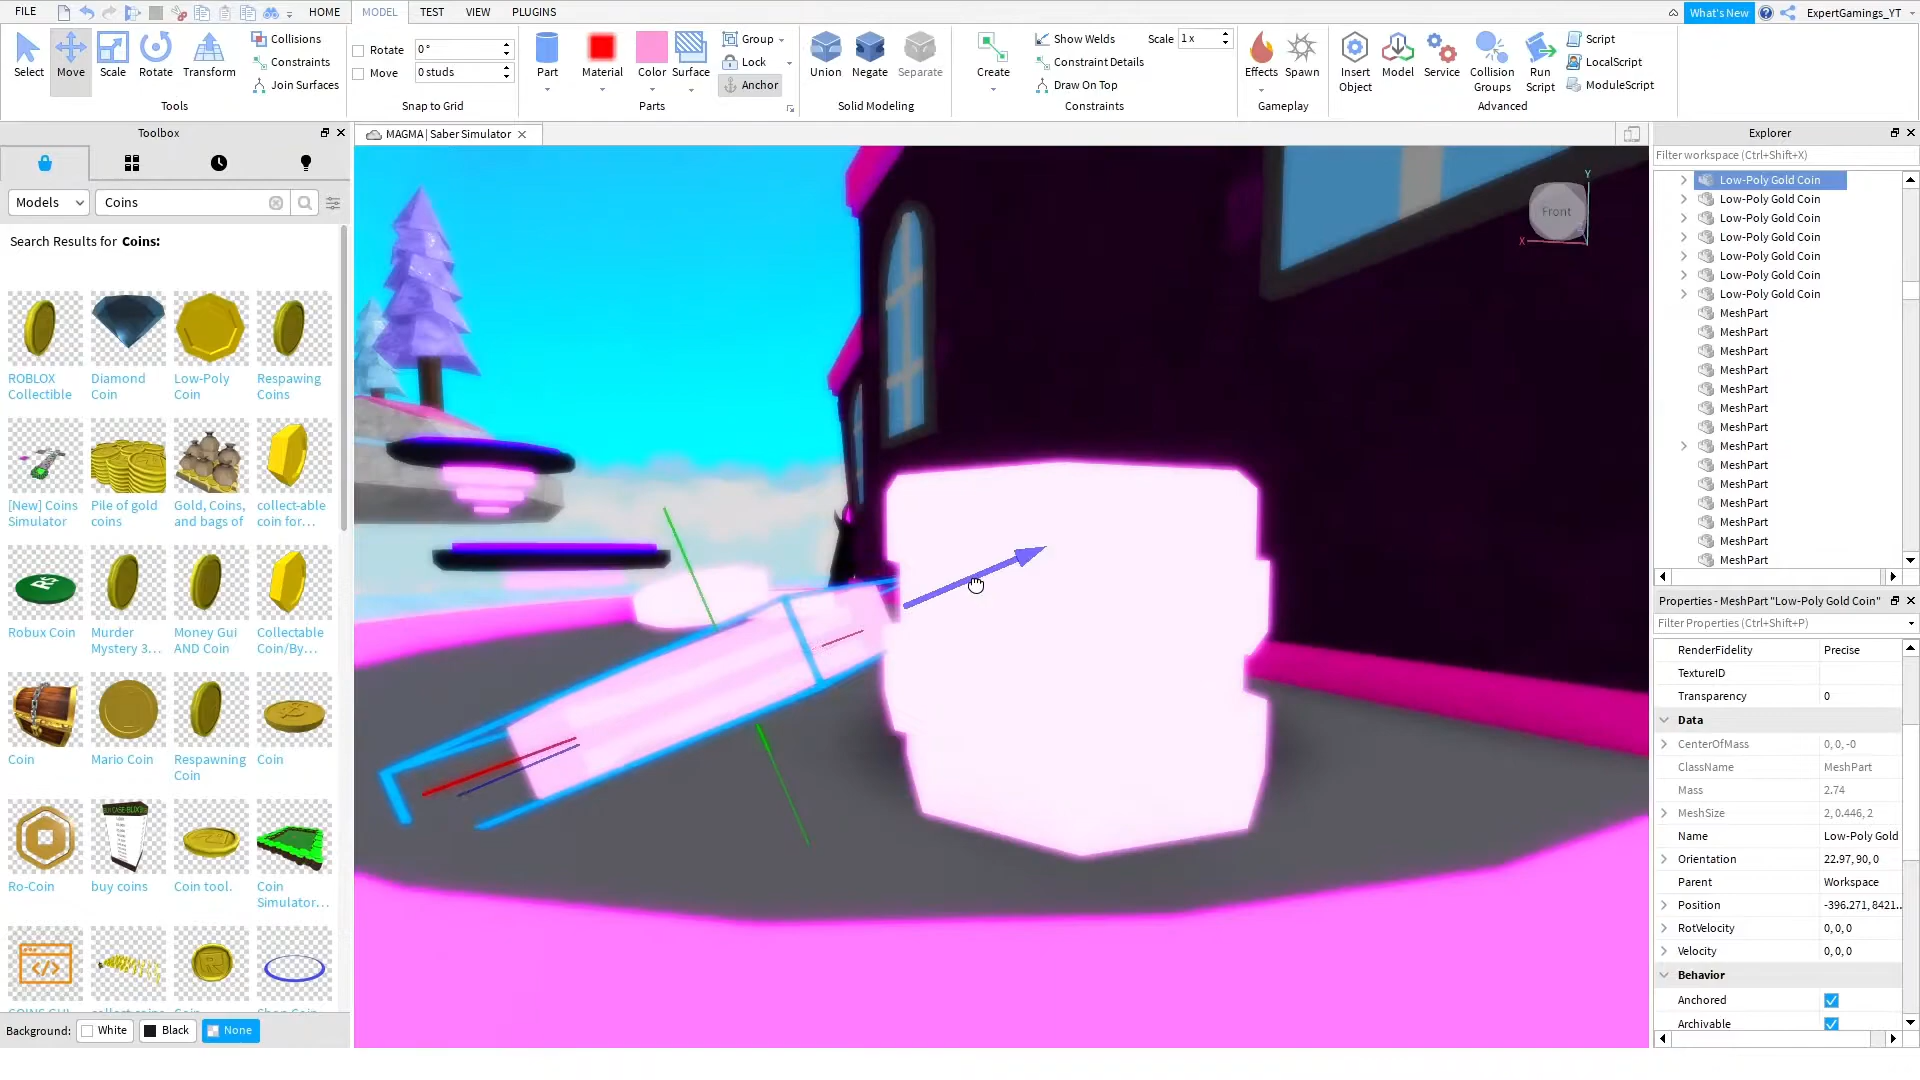 FILE
HOME
MODEL
TEST
VIEW
PLUGINS
What's New
ExpertGamings_YT
Select
Move
Scale
Rotate
Transform
Collisions
Constraints
Join Surfaces
Tools
Rotate
0 °
Move
0 studs
Snap to Grid
Part
Material
Color
Surface
Group
Lock
Anchor
Parts
Union
Negate
Separate
Solid Modeling
Create
Show Welds
Scale
1 x
Constraint Details
Draw On Top
Constraints
Effects
Spawn
Gameplay
Insert
Object
Model
Service
Collision
Groups
Run
Script
Script
LocalScript
ModuleScript
Advanced
Toolbox
MAGMA | Saber Simulator
Explorer
Filter workspace (Ctrl+Shift+X)
Models
Coins
Search Results for Coins:
ROBLOX
Collectible
Diamond
Coin
Low-Poly
Coin
Respawing
Coins
[New] Coins
Simulator
Pile of gold
coins
Gold, Coins,
and bags of
collect-able
coin for...
Robux Coin
Murder
Mystery 3...
Money Gui
AND Coin
Collectable
Coin/By...
Coin
Mario Coin
Respawning
Coin
Coin
Ro-Coin
buy coins
Coin tool.
Coin
Simulator...
Background:
White
Black
None
Front
Y
X
Low-Poly Gold Coin
Low-Poly Gold Coin
Low-Poly Gold Coin
Low-Poly Gold Coin
Low-Poly Gold Coin
Low-Poly Gold Coin
Low-Poly Gold Coin
MeshPart
MeshPart
MeshPart
MeshPart
MeshPart
MeshPart
MeshPart
MeshPart
MeshPart
MeshPart
MeshPart
MeshPart
MeshPart
MeshPart
Properties - MeshPart "Low-Poly Gold Coin"
Filter Properties (Ctrl+Shift+P)
RenderFidelity
Precise
TextureID
Transparency
0
Data
CenterOfMass
0, 0, -0
ClassName
MeshPart
Mass
2.74
MeshSize
2, 0.446, 2
Name
Low-Poly Gold
Orientation
22.97, 90, 0
Parent
Workspace
Position
-396.271, 8421...
RotVelocity
0, 0, 0
Velocity
0, 0, 0
Behavior
Anchored
Archivable